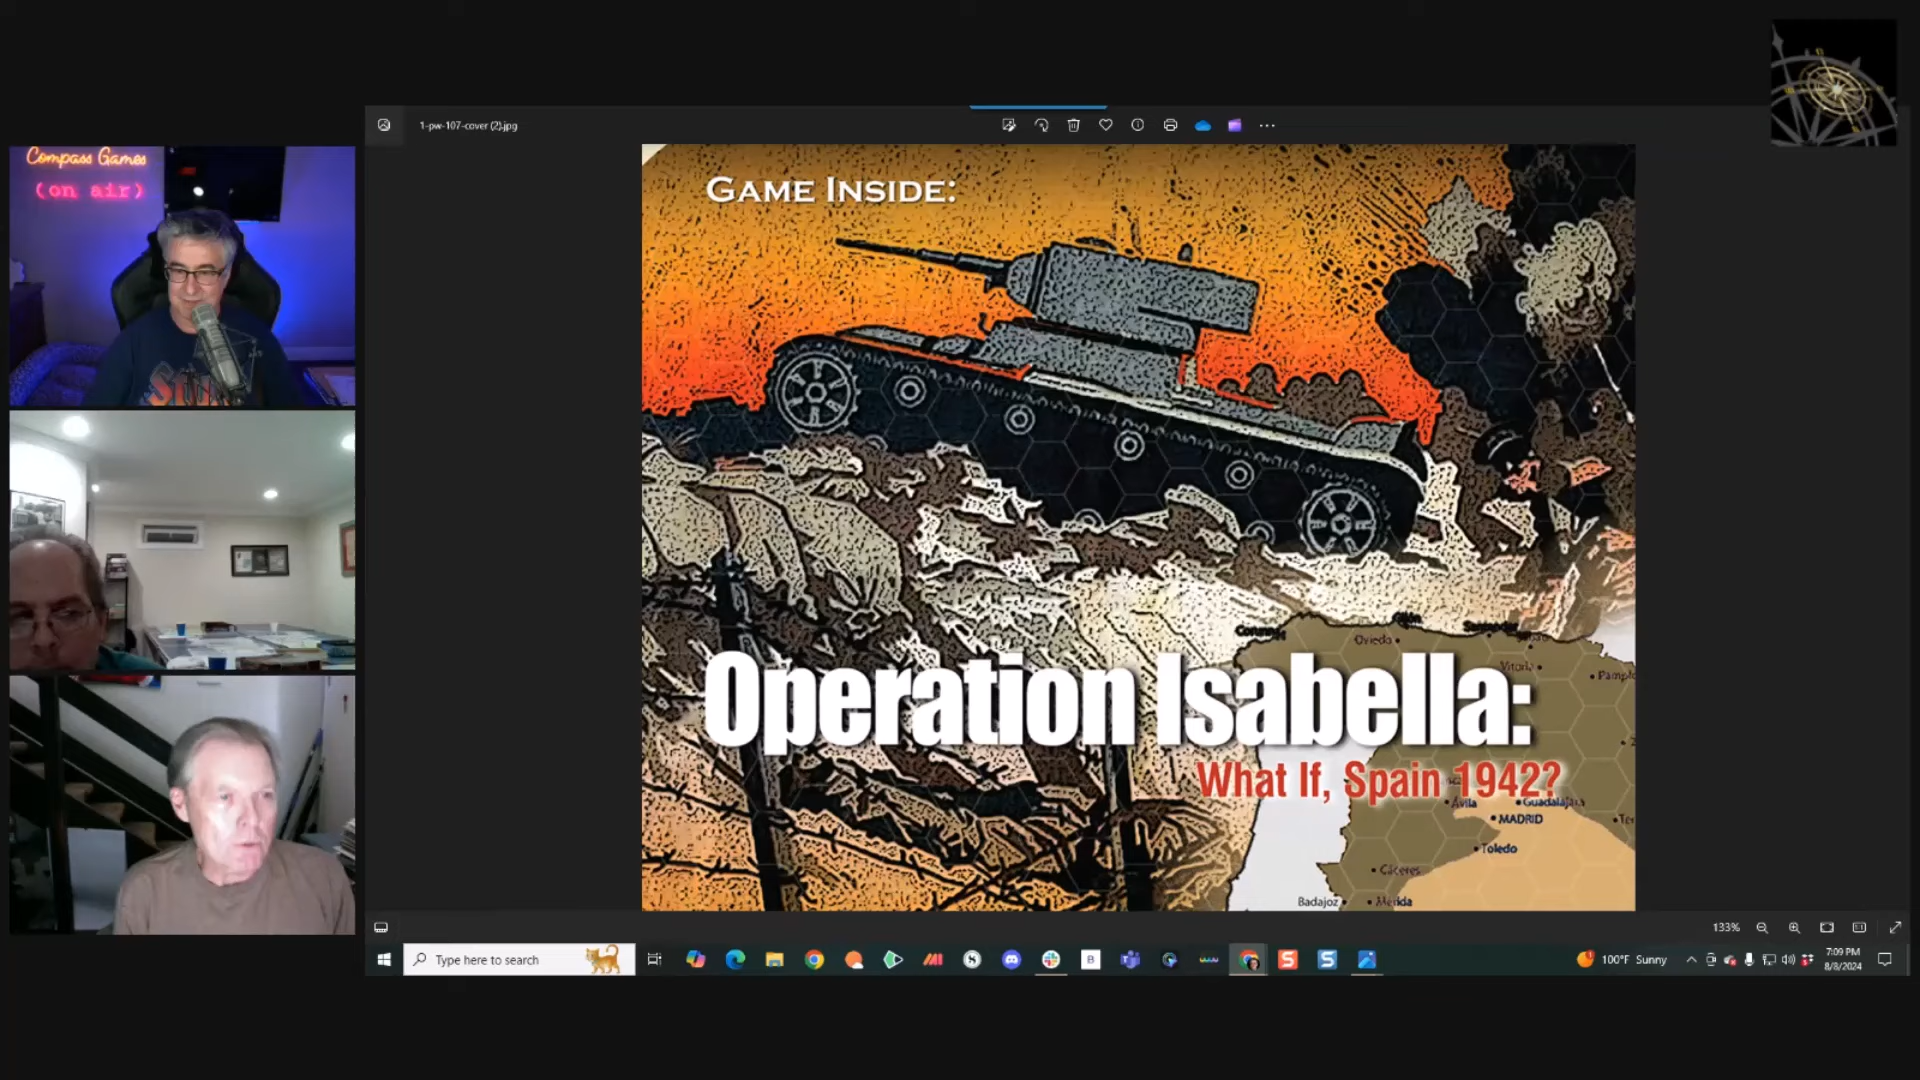 1-pw-107-cover (2).jpg
Compass Games
(on air)
GAME INSIDE:
Oviedo
Vitoria
Operation Isabella:
What If, Spain 1942?
Avila
Guadalajara
MADRID
Toledo
Cáceres
Badajoz
Mérida
133%
Type here to search
100°F Sunny
7:09 PM
8/8/2024